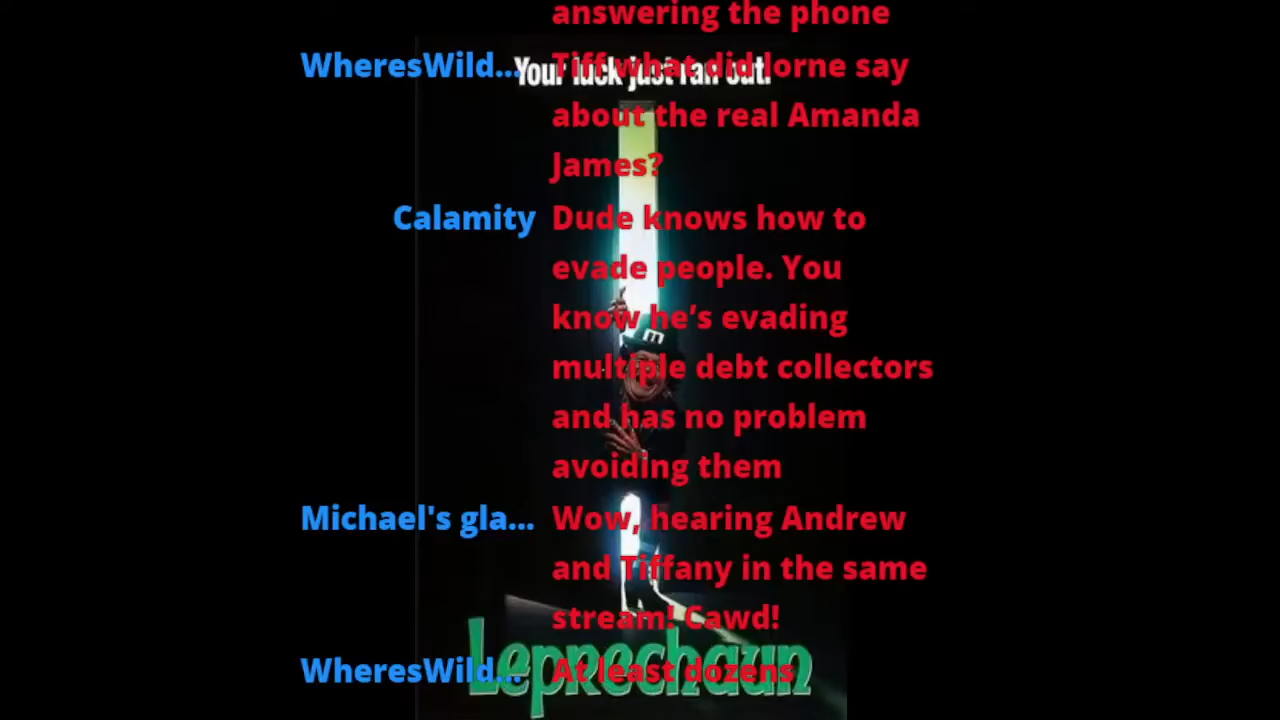 answering the phone
WheresWild... Tiff what did lorne say
Your luck just ran out.
about the real Amanda
James?
Calamity Dude knows how to
evade people. You
know he’s evading
m
multiple debt collectors
and has no problem
avoiding them
Michael's gla... Wow, hearing Andrew
and Tiffany in the same
stream! Cawd!
WheresWild... At least dozens
Leprechaun